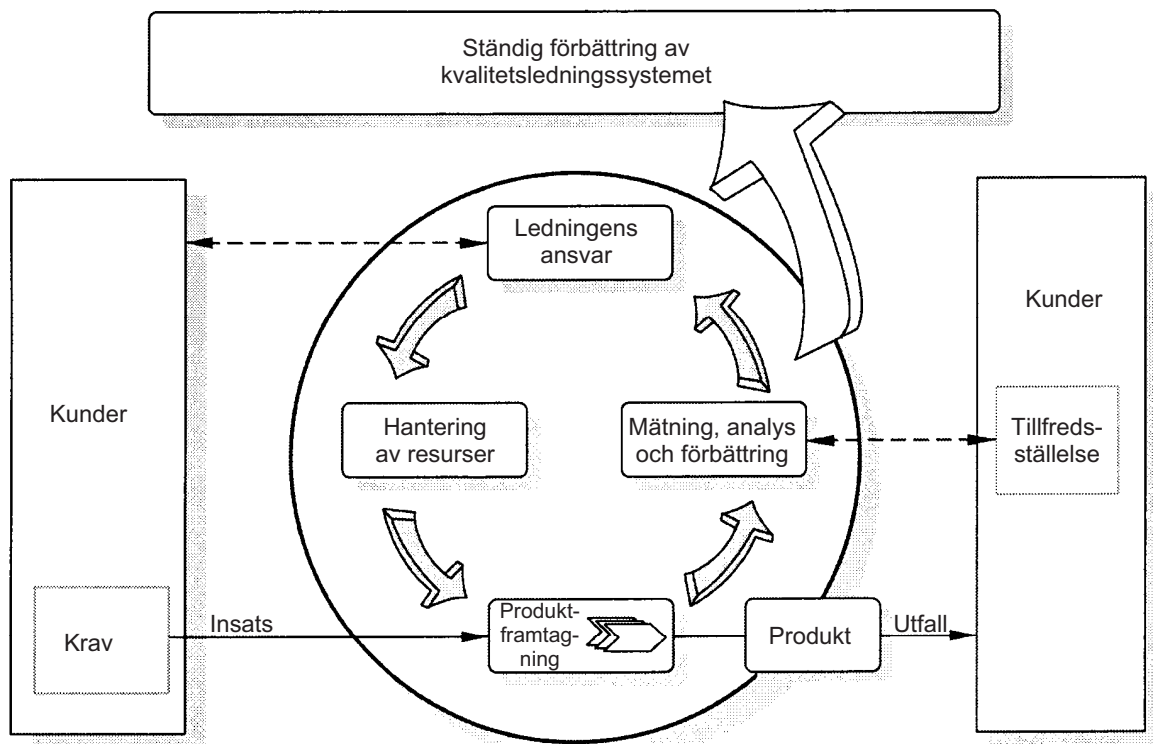 Ständig förbättring av
kvalitetsledningssystemet
Ledningens
ansvar
Kunder
Kunder
Hantering
av resurser
Mätning, analys
och förbättring
Tillfreds-
ställelse
Krav
Insats
Produkt-
framtag-
ning
Produkt
Utfall